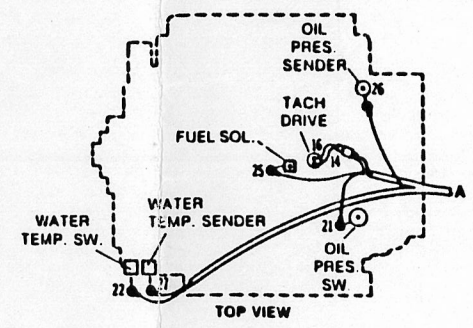 OIL
PRES.
SENDER
26
TACH
DRIVE
FUEL SOL.
16
14
25
A
WATER
TEMP. SENDER
WATER
TEMP. SW.
21
OIL
PRES.
SW.
22
TOP VIEW